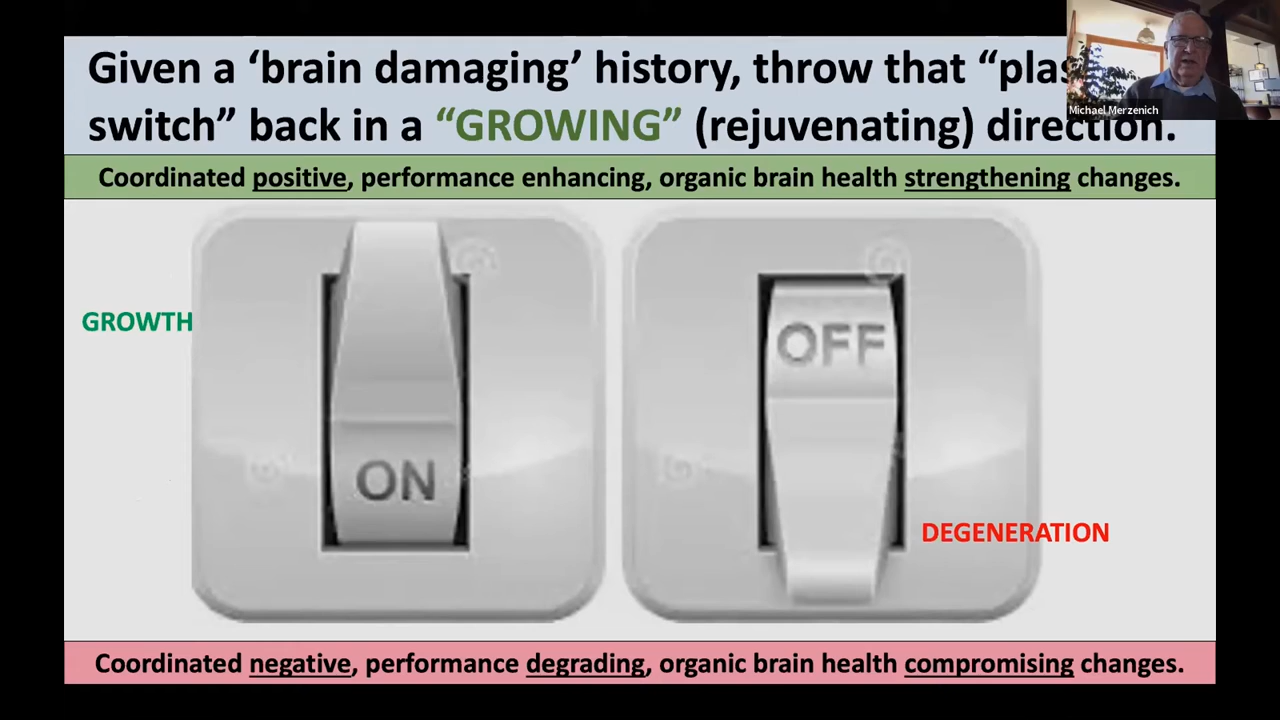 Given a ‘brain damaging’ history, throw that “
switch” back in a “GROWING” (rejuvenating) direction.
Michael Merzenich
Coordinated positive, performance enhancing, organic brain health strengthening changes.
GROWTH
ON
OFF
DEGENERATION
Coordinated negative, performance degrading, organic brain health compromising changes.